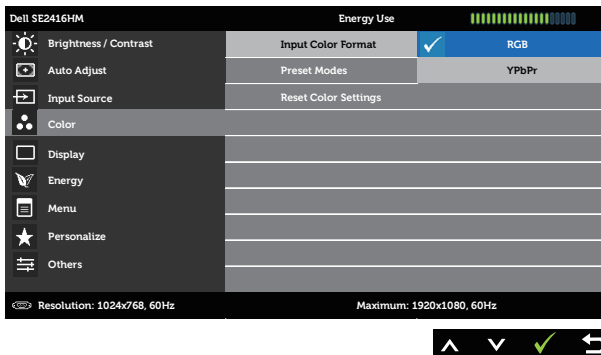 Dell SE2416HM Energy Use
Brightness / Contrast Input Color Format RGB
Auto Adjust Preset Modes YPbPr
Input Source Reset Color Settings
Color
Display
Energy
Menu
Personalize
Others
Resolution: 1024x768, 60Hz Maximum: 1920x1080, 60Hz